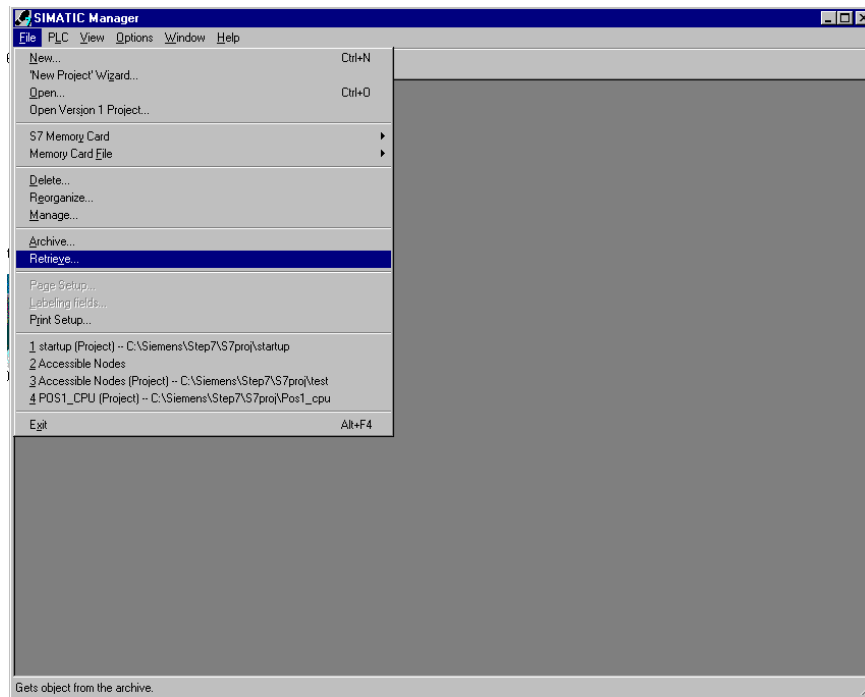 SIMATIC Manager
File PLC View Options Window Help
New... Ctrl+N
'New Project' Wizard...
Open... Ctrl+O
Open Version 1 Project...
S7 Memory Card
Memory Card File
Delete...
Reorganize...
Manage...
Archive...
Retrieve...
Page Setup...
Labeling fields...
Print Setup...
1 startup (Project) -- C:\Siemens\Step7\S7proj\startup
2 Accessible Nodes
3 Accessible Nodes (Project) -- C:\Siemens\Step7\S7proj\test
4 POS1_CPU (Project) -- C:\Siemens\Step7\S7proj\Pos1_cpu
Exit Alt+F4
Gets object from the archive.